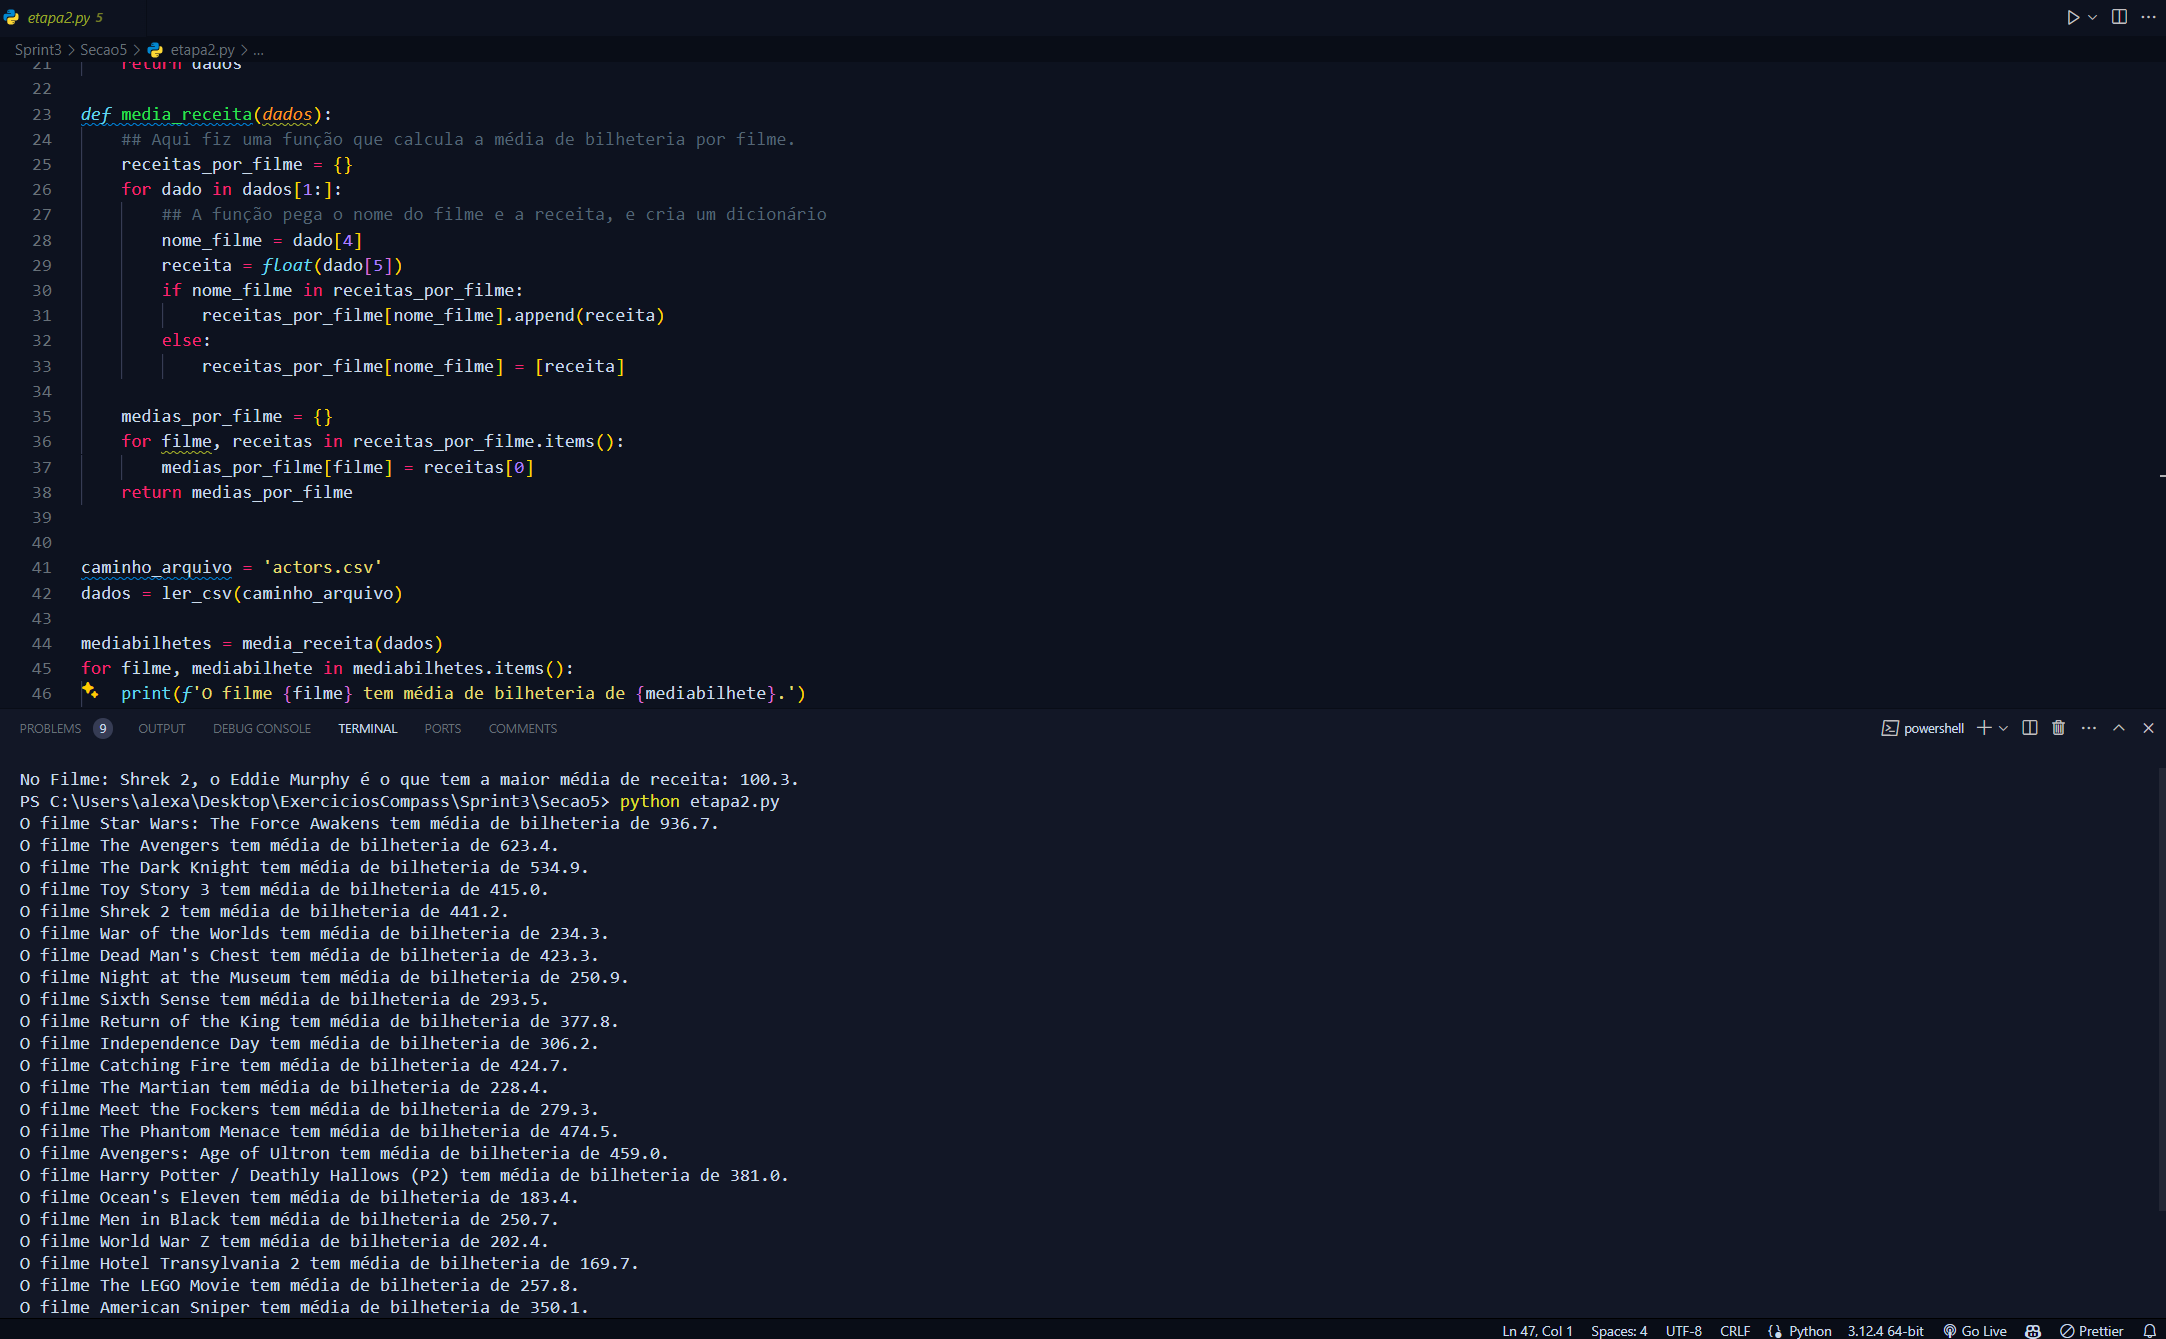 etapa2.py 5
Sprint3 > Secao5 > etapa2.py > ...
21 return dados
22
23 def media_receita(dados):
24 ## Aqui fiz uma função que calcula a média de bilheteria por filme.
25 receitas_por_filme = {}
26 for dado in dados[1:]:
27 ## A função pega o nome do filme e a receita, e cria um dicionário
28 nome_filme = dado[4]
29 receita = float(dado[5])
30 if nome_filme in receitas_por_filme:
31 receitas_por_filme[nome_filme].append(receita)
32 else:
33 receitas_por_filme[nome_filme] = [receita]
34
35 medias_por_filme = {}
36 for filme, receitas in receitas_por_filme.items():
37 medias_por_filme[filme] = receitas[0]
38 return medias_por_filme
39
40
41 caminho_arquivo = 'actors.csv'
42 dados = ler_csv(caminho_arquivo)
43
44 mediabilhetes = media_receita(dados)
45 for filme, mediabilhete in mediabilhetes.items():
46 print(f'O filme {filme} tem média de bilheteria de {mediabilhete}.')
PROBLEMS 9 OUTPUT DEBUG CONSOLE TERMINAL PORTS COMMENTS powershell
No Filme: Shrek 2, o Eddie Murphy é o que tem a maior média de receita: 100.3.
PS C:\Users\alexa\Desktop\ExerciciosCompass\Sprint3\Secao5> python etapa2.py
O filme Star Wars: The Force Awakens tem média de bilheteria de 936.7.
O filme The Avengers tem média de bilheteria de 623.4.
O filme The Dark Knight tem média de bilheteria de 534.9.
O filme Toy Story 3 tem média de bilheteria de 415.0.
O filme Shrek 2 tem média de bilheteria de 441.2.
O filme War of the Worlds tem média de bilheteria de 234.3.
O filme Dead Man's Chest tem média de bilheteria de 423.3.
O filme Night at the Museum tem média de bilheteria de 250.9.
O filme Sixth Sense tem média de bilheteria de 293.5.
O filme Return of the King tem média de bilheteria de 377.8.
O filme Independence Day tem média de bilheteria de 306.2.
O filme Catching Fire tem média de bilheteria de 424.7.
O filme The Martian tem média de bilheteria de 228.4.
O filme Meet the Fockers tem média de bilheteria de 279.3.
O filme The Phantom Menace tem média de bilheteria de 474.5.
O filme Avengers: Age of Ultron tem média de bilheteria de 459.0.
O filme Harry Potter / Deathly Hallows (P2) tem média de bilheteria de 381.0.
O filme Ocean's Eleven tem média de bilheteria de 183.4.
O filme Men in Black tem média de bilheteria de 250.7.
O filme World War Z tem média de bilheteria de 202.4.
O filme Hotel Transylvania 2 tem média de bilheteria de 169.7.
O filme The LEGO Movie tem média de bilheteria de 257.8.
O filme American Sniper tem média de bilheteria de 350.1.
Ln 47, Col 1 Spaces: 4 UTF-8 CRLF {} Python 3.12.4 64-bit Go Live Prettier